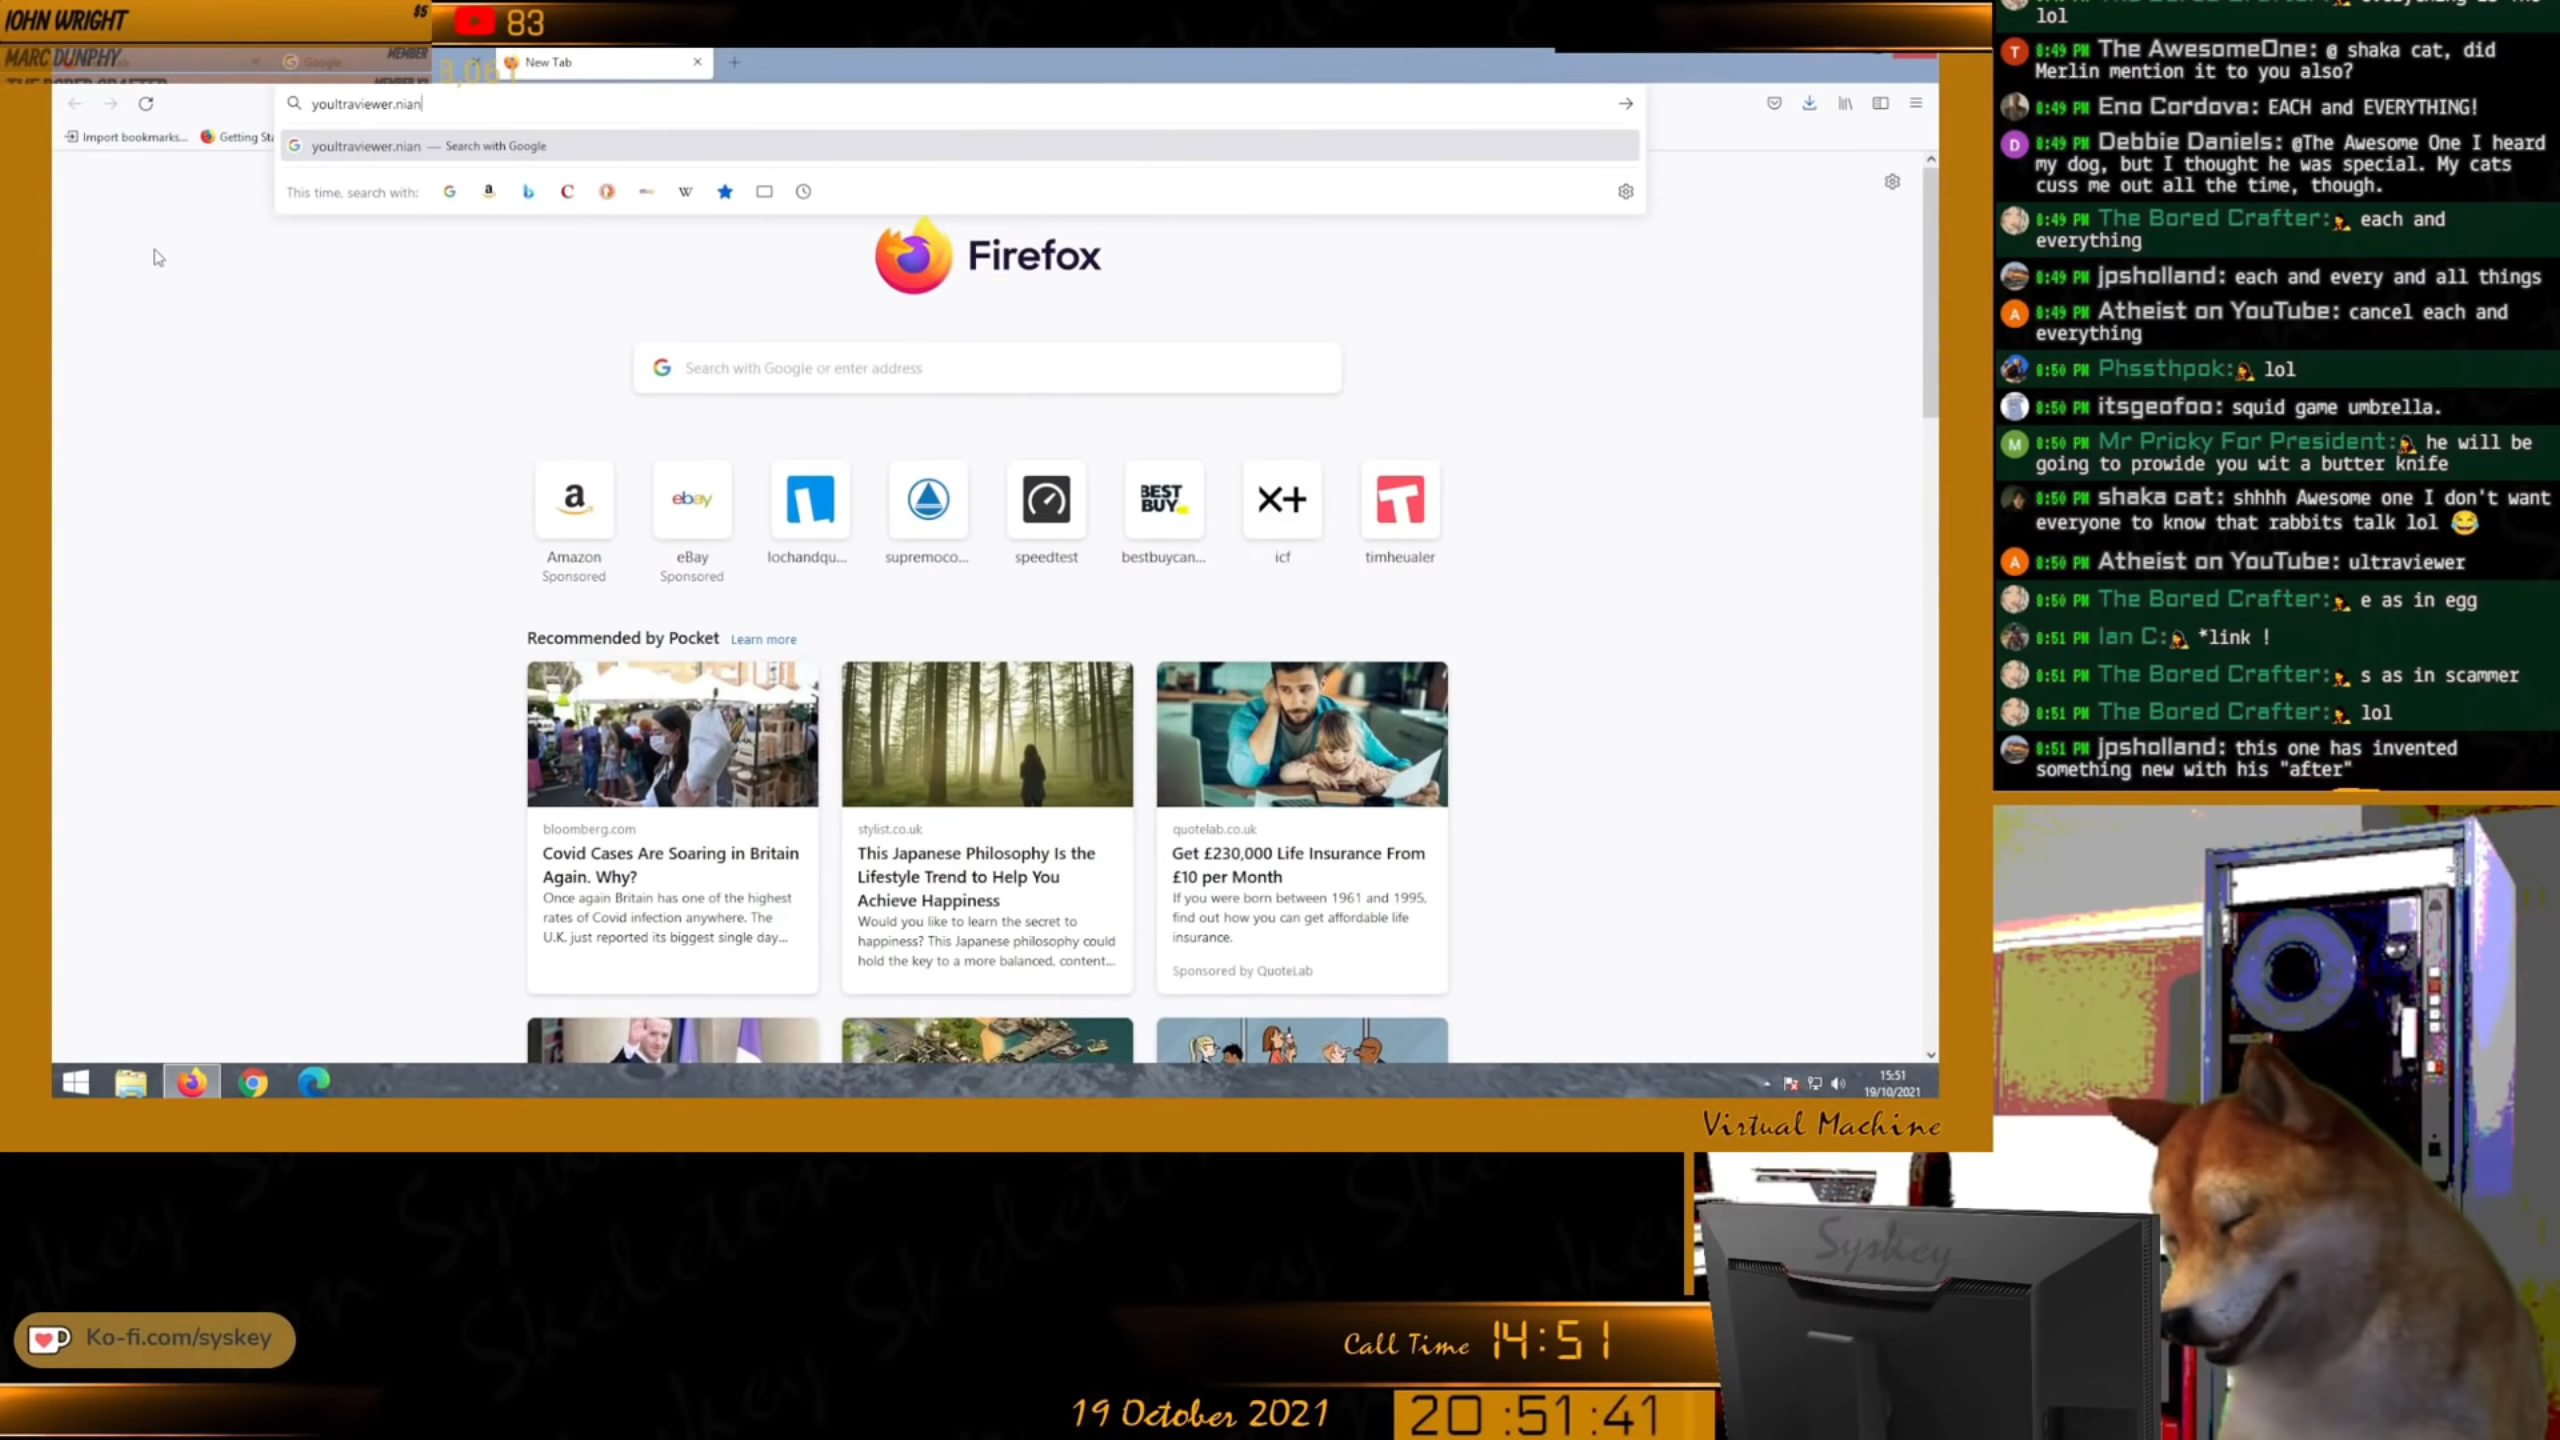 IOHN WRIGHT
$5
83
MARC DUNPHY
MEMBER
Google
New Tab
youltraviewer.nian
Import bookmarks...
Getting Sta
youltraviewer.nian — Search with Google
This time, search with:
Firefox
Search with Google or enter address
Amazon
Sponsored
eBay
Sponsored
lochandqu...
supremoco...
speedtest
BEST BUY
bestbuycan...
X+
icf
timheualer
Recommended by Pocket
Learn more
bloomberg.com
Covid Cases Are Soaring in Britain
Again. Why?
Once again Britain has one of the highest
rates of Covid infection anywhere. The
U.K. just reported its biggest single day...
stylist.co.uk
This Japanese Philosophy Is the
Lifestyle Trend to Help You
Achieve Happiness
Would you like to learn the secret to
happiness? This Japanese philosophy could
hold the key to a more balanced, content...
quotelab.co.uk
Get £230,000 Life Insurance From
£10 per Month
If you were born between 1961 and 1995,
find out how you can get affordable life
insurance.
Sponsored by QuoteLab
15:51
19/10/2021
Virtual Machine
lol
8:49 PM The AwesomeOne: @ shaka cat, did
Merlin mention it to you also?
8:49 PM Eno Cordova: EACH and EVERYTHING!
8:49 PM Debbie Daniels: @The Awesome One I heard
my dog, but I thought he was special. My cats
cuss me out all the time, though.
8:49 PM The Bored Crafter: each and
everything
8:49 PM jpsholland: each and every and all things
8:49 PM Atheist on YouTube: cancel each and
everything
8:50 PM Phssthpok: lol
8:50 PM itsgeofoo: squid game umbrella.
8:50 PM Mr Pricky For President: he will be
going to prowide you wit a butter knife
8:50 PM shaka cat: shhhh Awesome one I don't want
everyone to know that rabbits talk lol 😂
8:50 PM Atheist on YouTube: ultraviewer
8:50 PM The Bored Crafter: e as in egg
8:51 PM Ian C: *link !
8:51 PM The Bored Crafter: s as in scammer
8:51 PM The Bored Crafter: lol
8:51 PM jpsholland: this one has invented
something new with his "after"
Syskey
Ko-fi.com/syskey
Call Time 14:51
19 October 2021
20:51:41